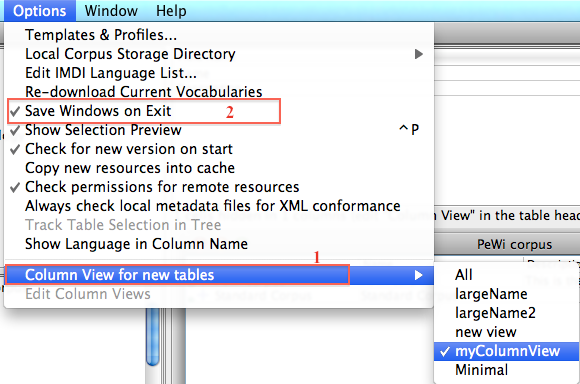 Options Window Help
Templates & Profiles...
Local Corpus Storage Directory
Edit IMDI Language List...
Re-download Current Vocabularies
✓ Save Windows on Exit 2
✓ Show Selection Preview ^P
✓ Check for new version on start
Copy new resources into cache
✓ Check permissions for remote resources
Always check local metadata files for XML conformance
Track Table Selection in Tree
Show Language in Column Name
1
Column View for new tables
Edit Column Views
Column View" in the table head
PeWi corpus
All
largeName
largeName2
new view
✓ myColumnView
Minimal